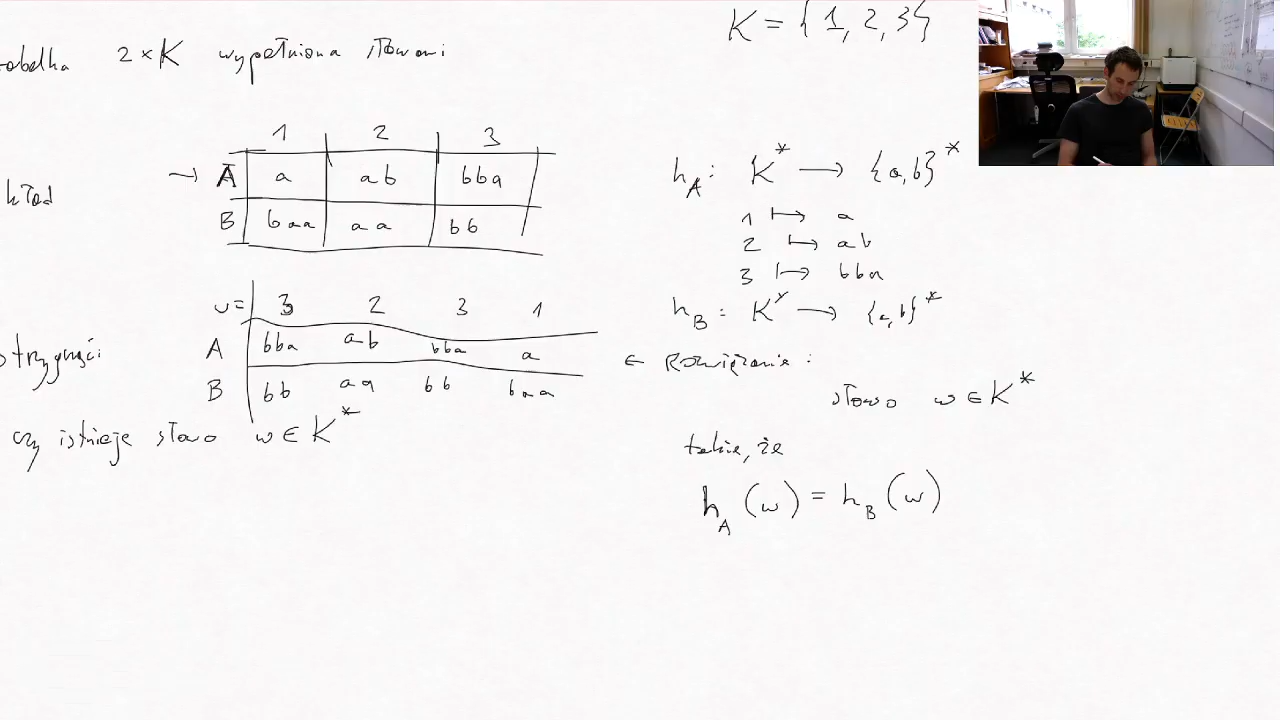 K = {1, 2, 3}
abelka 2×K wypełniona słowami
1 2 3
→ A a ab bba
B baa aa bb
kład
h_A : K* ⟶ {a,b}*
1 ⟼ a
2 ⟼ ab
3 ⟼ bba
h_B : K* ⟶ {a,b}*
w= 3 2 3 1
A bba ab bba a
B bb aa bb baa
← Rozwiązanie :
słowo w ∈ K*
takie, że
h_A (w) = h_B (w)
czy istnieje słowo w ∈ K*